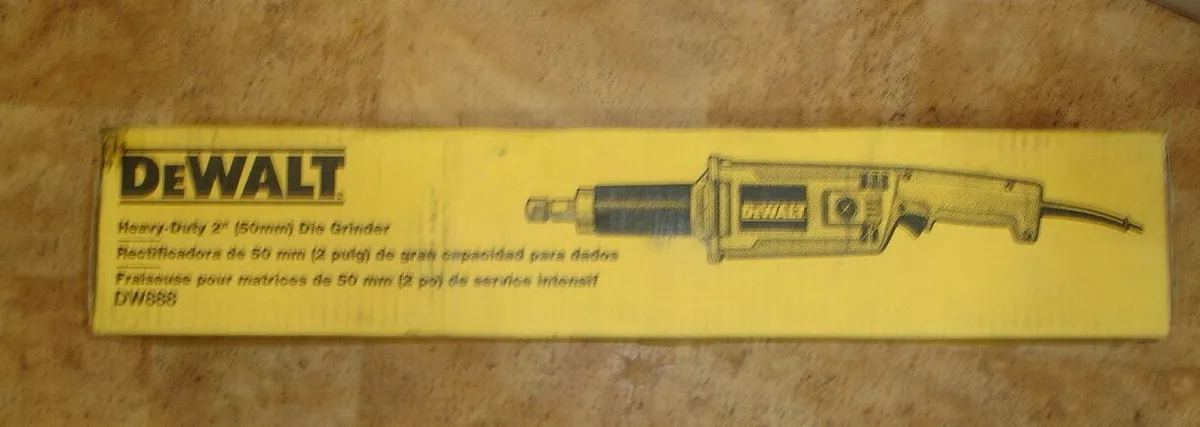 DeWALT
Heavy-Duty 2" (50mm) Die Grinder
Rectificadora de 50 mm (2 pulg) de gran capacidad para dados
Fraiseuse pour matrices de 50 mm (2 po) de service intensif
DW888
DeWALT